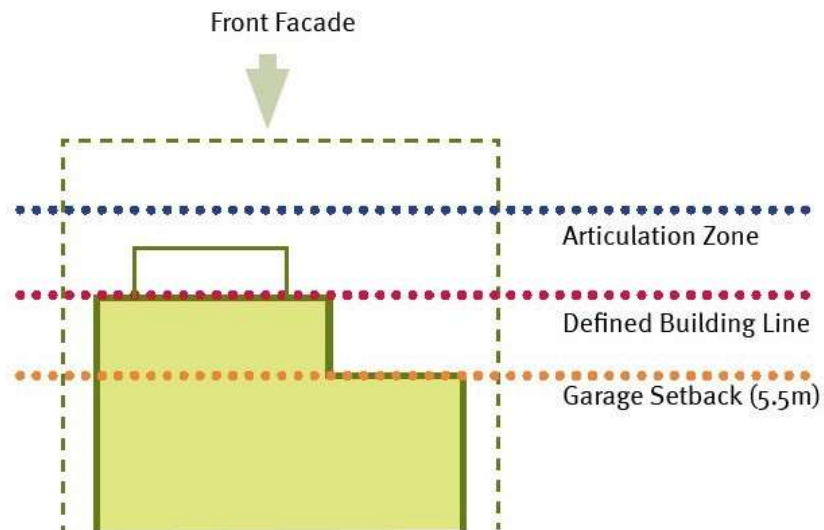 Front Facade
Articulation Zone
Defined Building Line
Garage Setback (5.5m)